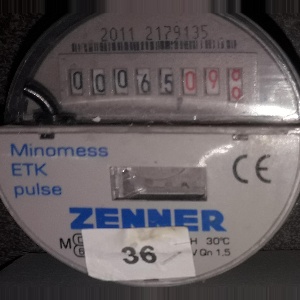 2011 2179135
0006509
Minomess
ETK
pulse
CE
ZENNER
M
H 30°C
36
V Qn 1.5